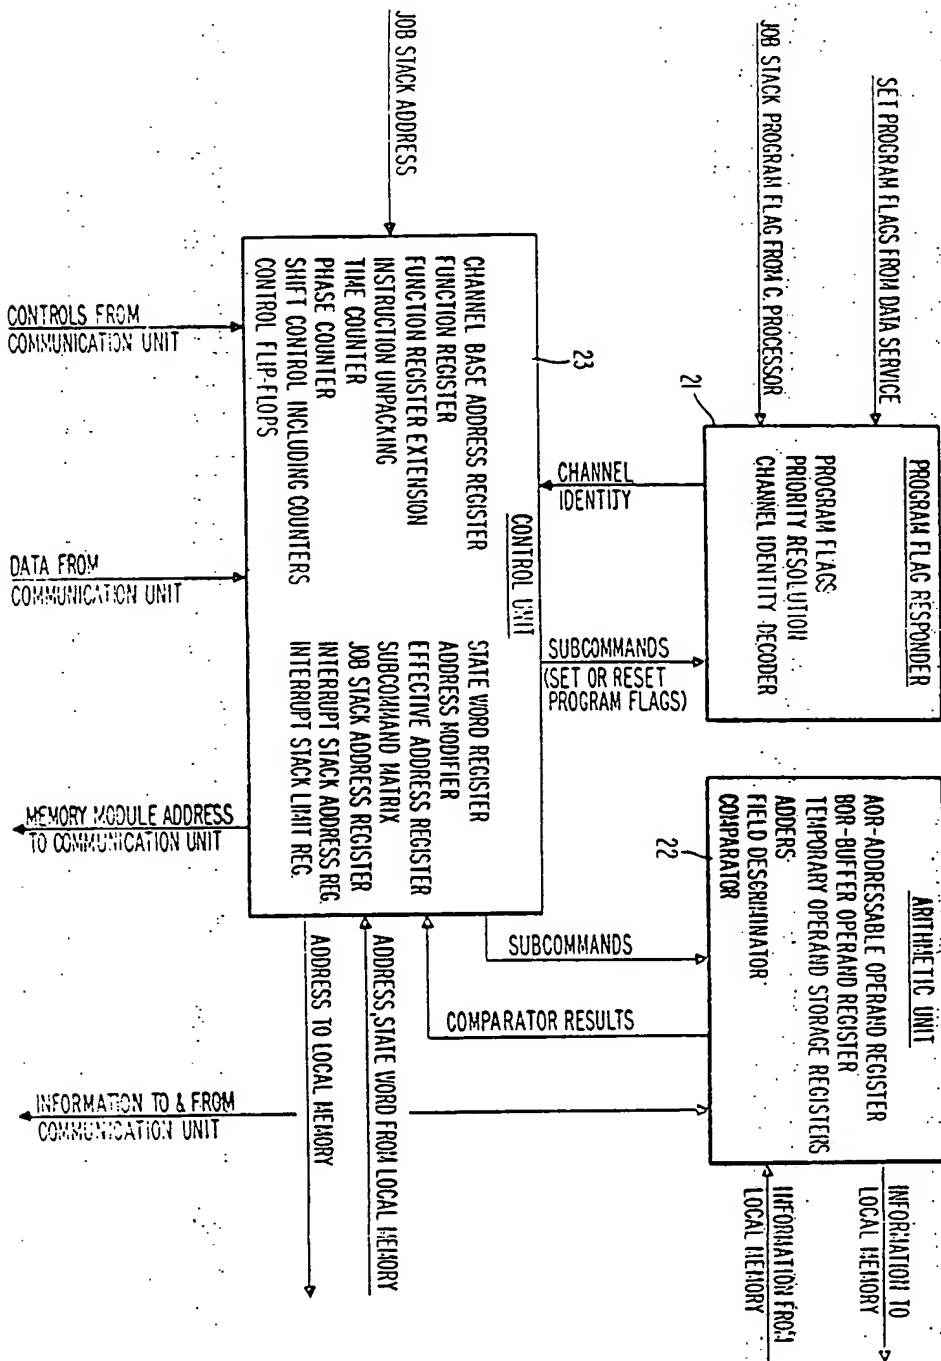 SET PROGRAM FLAGS FROM DATA SERVICE
JOB STACK PROGRAM FLAG FROM C. PROCESSOR
JOB STACK ADDRESS
21
PROGRAM FLAG RESPONDER
PROGRAM FLAGS
PRIORITY RESOLUTION
CHANNEL IDENTITY DECODER
22
ARITHMETIC UNIT
AOR-ADDRESSABLE OPERAND REGISTER
BOR-BUFFER OPERAND REGISTER
TEMPORARY OPERAND STORAGE REGISTERS
ADDERS
FIELD DESCRIMINATOR
COMPARATOR
INFORMATION TO
LOCAL MEMORY
INFORMATION FROM
LOCAL MEMORY
CHANNEL
IDENTITY
SUBCOMMANDS
(SET OR RESET
PROGRAM FLAGS)
SUBCOMMANDS
COMPARATOR RESULTS
23
CONTROL UNIT
CHANNEL BASE ADDRESS REGISTER
FUNCTION REGISTER
FUNCTION REGISTER EXTENSION
INSTRUCTION UNPACKING
TIME COUNTER
PHASE COUNTER
SHIFT CONTROL INCLUDING COUNTERS
CONTROL FLIP-FLOPS
STATE WORD REGISTER
ADDRESS MODIFIER
EFFECTIVE ADDRESS REGISTER
SUBCOMMAND MATRIX
JOB STACK ADDRESS REGISTER
INTERRUPT STACK ADDRESS REG.
INTERRUPT STACK LIMIT REG.
ADDRESS, STATE WORD FROM LOCAL MEMORY
ADDRESS TO LOCAL MEMORY
CONTROLS FROM
COMMUNICATION UNIT
DATA FROM
COMMUNICATION UNIT
MEMORY MODULE ADDRESS
TO COMMUNICATION UNIT
INFORMATION TO & FROM
COMMUNICATION UNIT